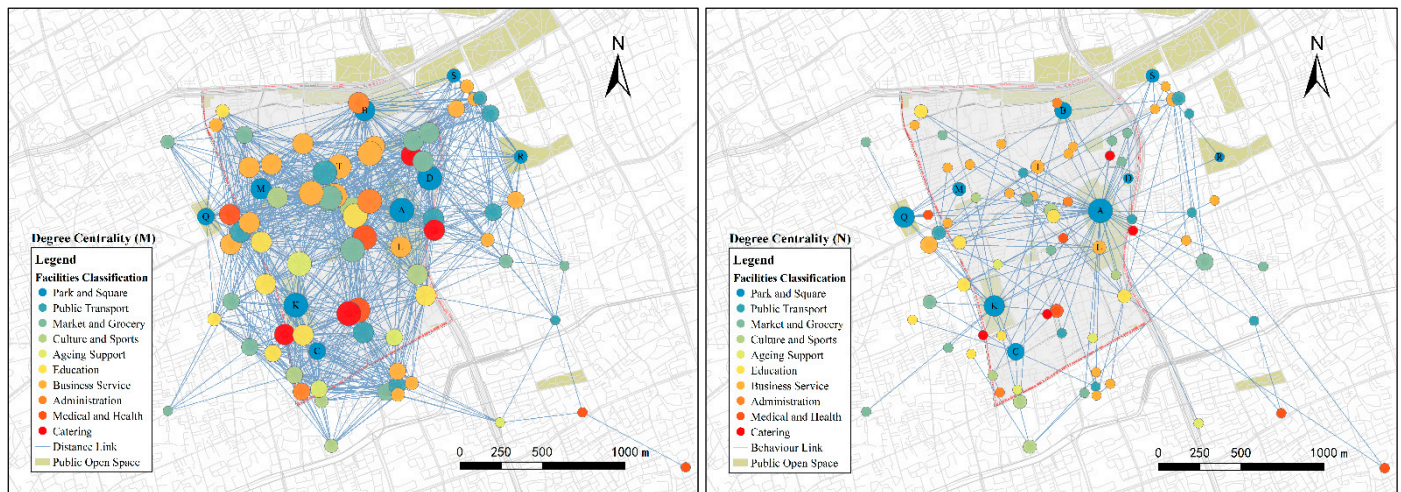 N
S
B
R
T
D
M
A
Q
L
K
C
Degree Centrality (M)
Legend
Facilities Classification
Park and Square
Public Transport
Market and Grocery
Culture and Sports
Ageing Support
Education
Business Service
Administration
Medical and Health
Catering
Distance Link
Public Open Space
0 250 500 1000 m
N
S
B
R
I
D
M
A
Q
L
K
C
Degree Centrality (N)
Legend
Facilities Classification
Park and Square
Public Transport
Market and Grocery
Culture and Sports
Ageing Support
Education
Business Service
Administration
Medical and Health
Catering
Behaviour Link
Public Open Space
0 250 500 1000 m